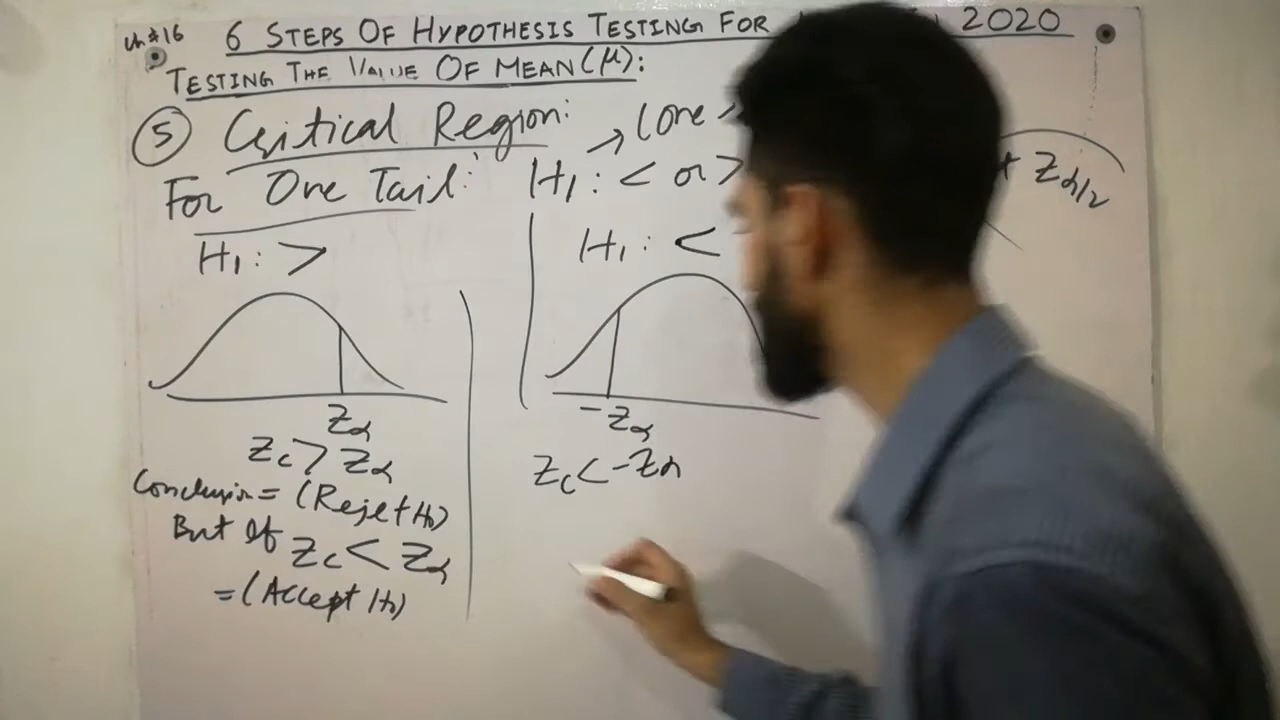 Ch #16
6 STEPS OF HYPOTHESIS TESTING FOR
2020
TESTING THE VALUE OF MEAN (μ):
⑤ Critical Region:
→ (one
For One Tail:
H₁: < or >
+ Zα/2
H₁: >
H₁: <
Zα
-Zα
Zc > Zα
Zc < -Zα
Conclusion = (Reject H₀)
But If
Zc < Zα
= (Accept H₀)